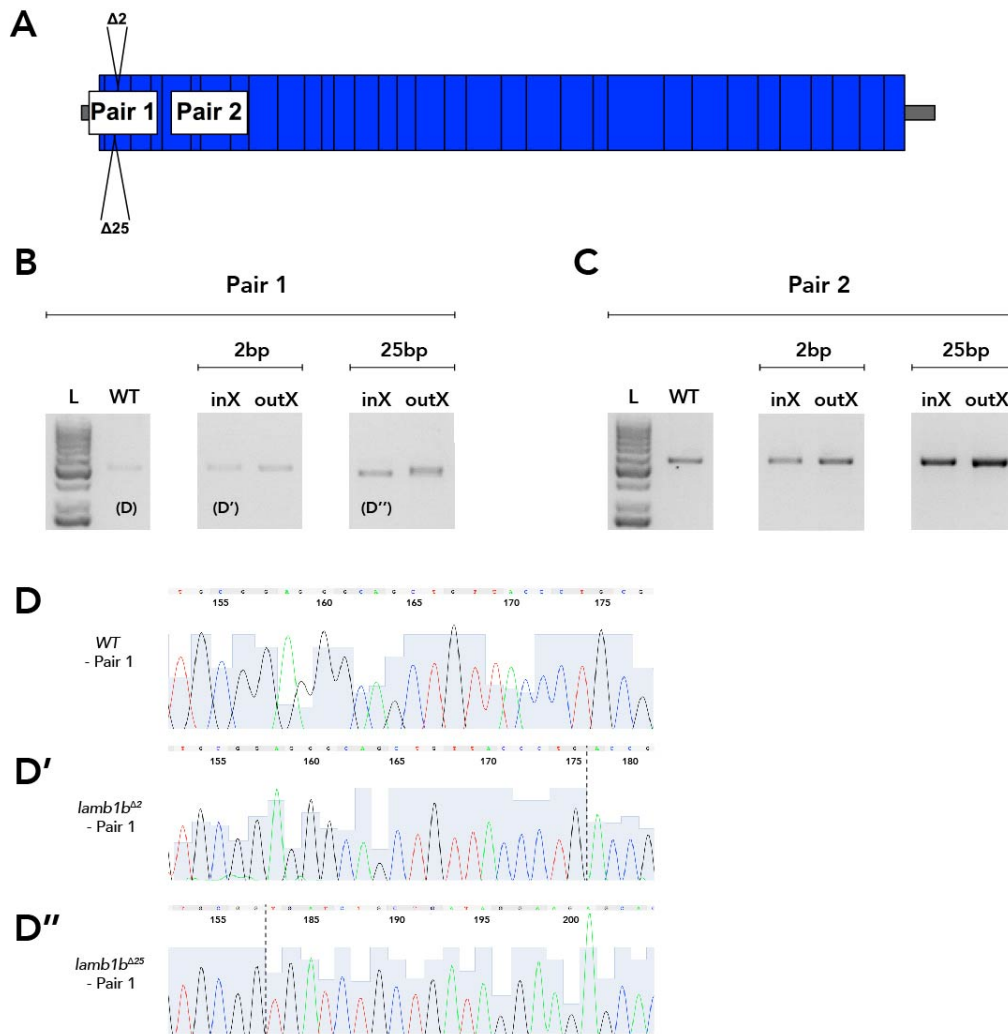 A
Δ2
Pair 1 Pair 2
Δ25
B
Pair 1
2bp 25bp
L WT inX outX inX outX
(D) (D') (D'')
C
Pair 2
2bp 25bp
L WT inX outX inX outX
D
T G C G G A G G G C A G C T G T T A C C C T G C G
155 160 165 170 175
WT
- Pair 1
D'
T G C G G A G G G C A G C T G T T A C C C T G A C C G
155 160 165 170 175 180
lamb1bΔ2
- Pair 1
D''
155 185 190 195 200
lamb1bΔ25
- Pair 1